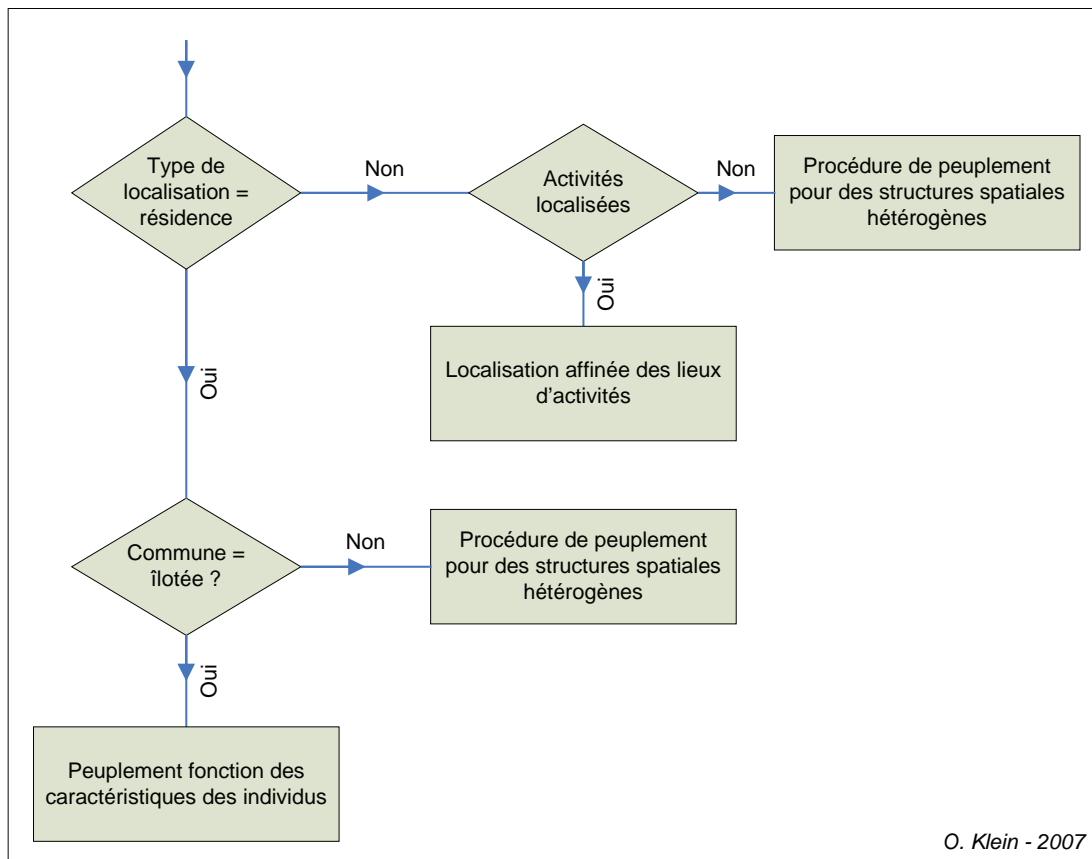 Type de
localisation =
résidence
Non
Activités
localisées
Non
Procédure de peuplement
pour des structures spatiales
hétérogènes
Oui
Localisation affinée des lieux
d'activités
Oui
Commune =
îlotée ?
Non
Procédure de peuplement
pour des structures spatiales
hétérogènes
Oui
Peuplement fonction des
caractéristiques des individus
O. Klein - 2007